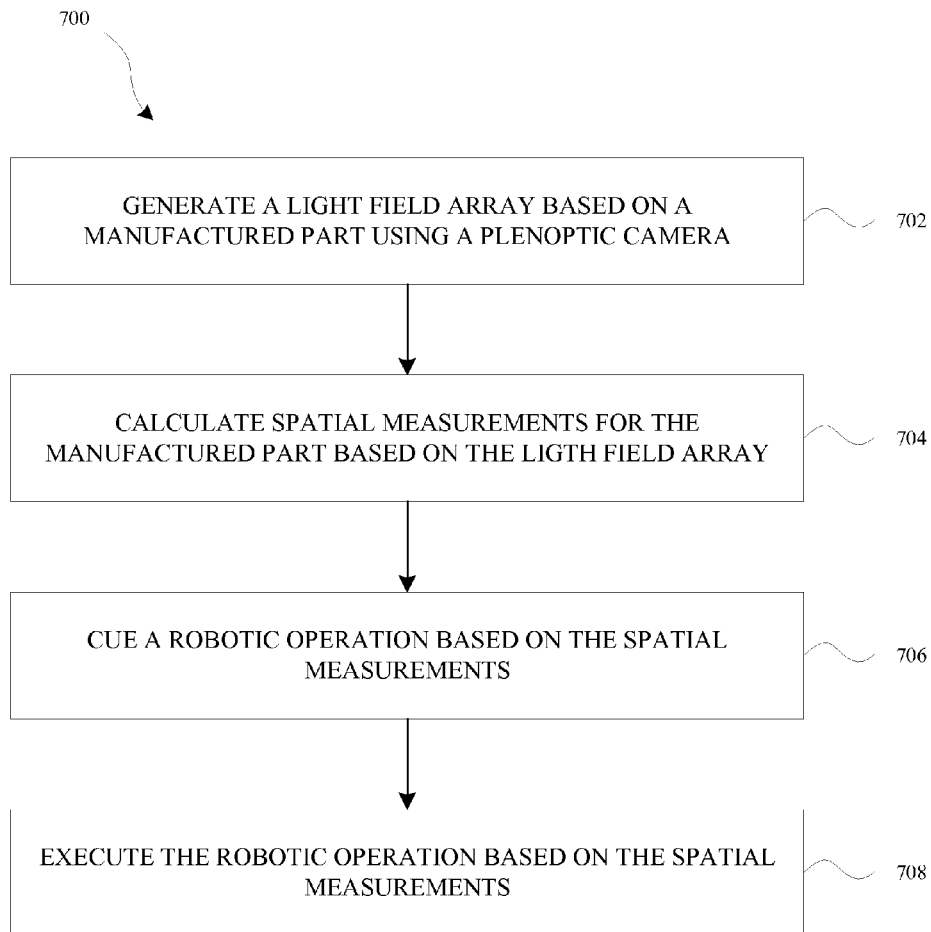 700
GENERATE A LIGHT FIELD ARRAY BASED ON A
MANUFACTURED PART USING A PLENOPTIC CAMERA
702
CALCULATE SPATIAL MEASUREMENTS FOR THE
MANUFACTURED PART BASED ON THE LIGTH FIELD ARRAY
704
CUE A ROBOTIC OPERATION BASED ON THE SPATIAL
MEASUREMENTS
706
EXECUTE THE ROBOTIC OPERATION BASED ON THE SPATIAL
MEASUREMENTS
708